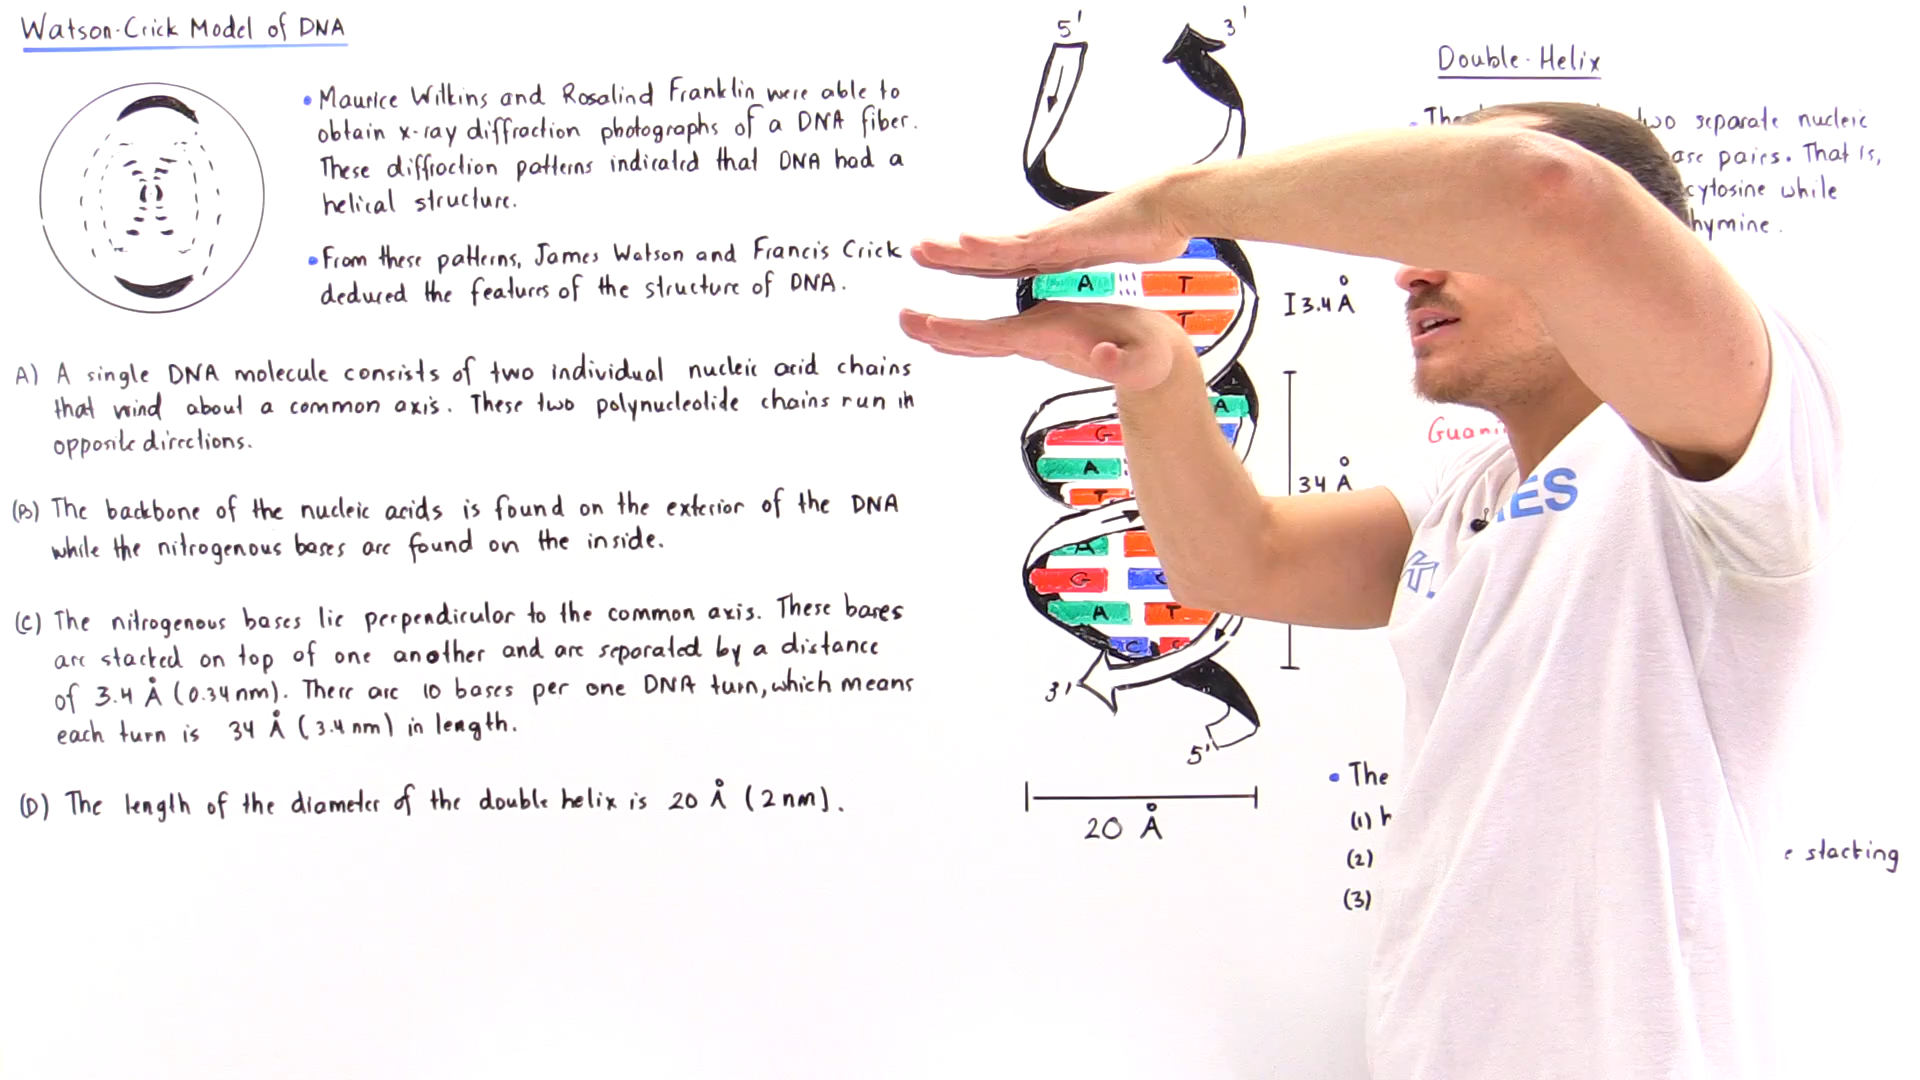 Watson-Crick Model of DNA
• Maurice Wilkins and Rosalind Franklin were able to
obtain x-ray diffraction photographs of a DNA fiber.
These diffraction patterns indicated that DNA had a
helical structure.
• From these patterns, James Watson and Francis Crick
deduced the features of the structure of DNA.
A) A single DNA molecule consists of two individual nucleic acid chains
that wind about a common axis. These two polynucleotide chains run in
opposite directions.
(B) The backbone of the nucleic acids is found on the exterior of the DNA
while the nitrogenous bases are found on the inside.
(C) The nitrogenous bases lie perpendicular to the common axis. These bases
are stacked on top of one another and are separated by a distance
of 3.4 Å (0.34nm). There are 10 bases per one DNA turn, which means
each turn is 34 Å (3.4 nm) in length.
(D) The length of the diameter of the double helix is 20 Å (2nm).
5' 3'
A T
T
A
G
A
T
A
G C
A T
C G
3'
5'
20 Å
3.4 Å
34 Å
Double-Helix
separate nucleic
pairs. That is,
cytosine while
• The
(1)
(2)
stacking
(3)
ES